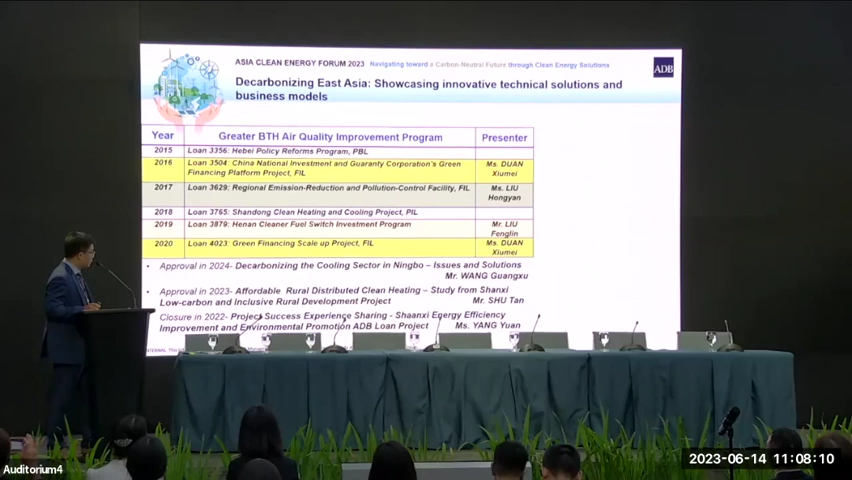 ASIA CLEAN ENERGY FORUM 2023 Navigating toward a Carbon-Neutral Future through Clean Energy Solutions
ADB
Decarbonizing East Asia: Showcasing innovative technical solutions and
business models
Year Greater BTH Air Quality Improvement Program Presenter
2015 Loan 3356: Hebei Policy Reforms Program, PBL
2016 Loan 3504: China National Investment and Guaranty Corporation's Green
Financing Platform Project, FIL
Ms. DUAN
Xiumei
2017 Loan 3629: Regional Emission-Reduction and Pollution-Control Facility, FIL
Ms. LIU
Hongyan
2018 Loan 3765: Shandong Clean Heating and Cooling Project, PIL
2019 Loan 3879: Henan Cleaner Fuel Switch Investment Program
Mr. LIU
Fenglin
2020 Loan 4023: Green Financing Scale up Project, FIL
Ms. DUAN
Xiumei
• Approval in 2024- Decarbonizing the Cooling Sector in Ningbo – Issues and Solutions
Mr. WANG Guangxu
• Approval in 2023- Affordable Rural Distributed Clean Heating – Study from Shanxi
Low-carbon and Inclusive Rural Development Project Mr. SHU Tan
Closure in 2022- Project Success Experience Sharing - Shaanxi Energy Efficiency
Improvement and Environmental Promotion ADB Loan Project Ms. YANG Yuan
Auditorium4
2023-06-14 11:08:10